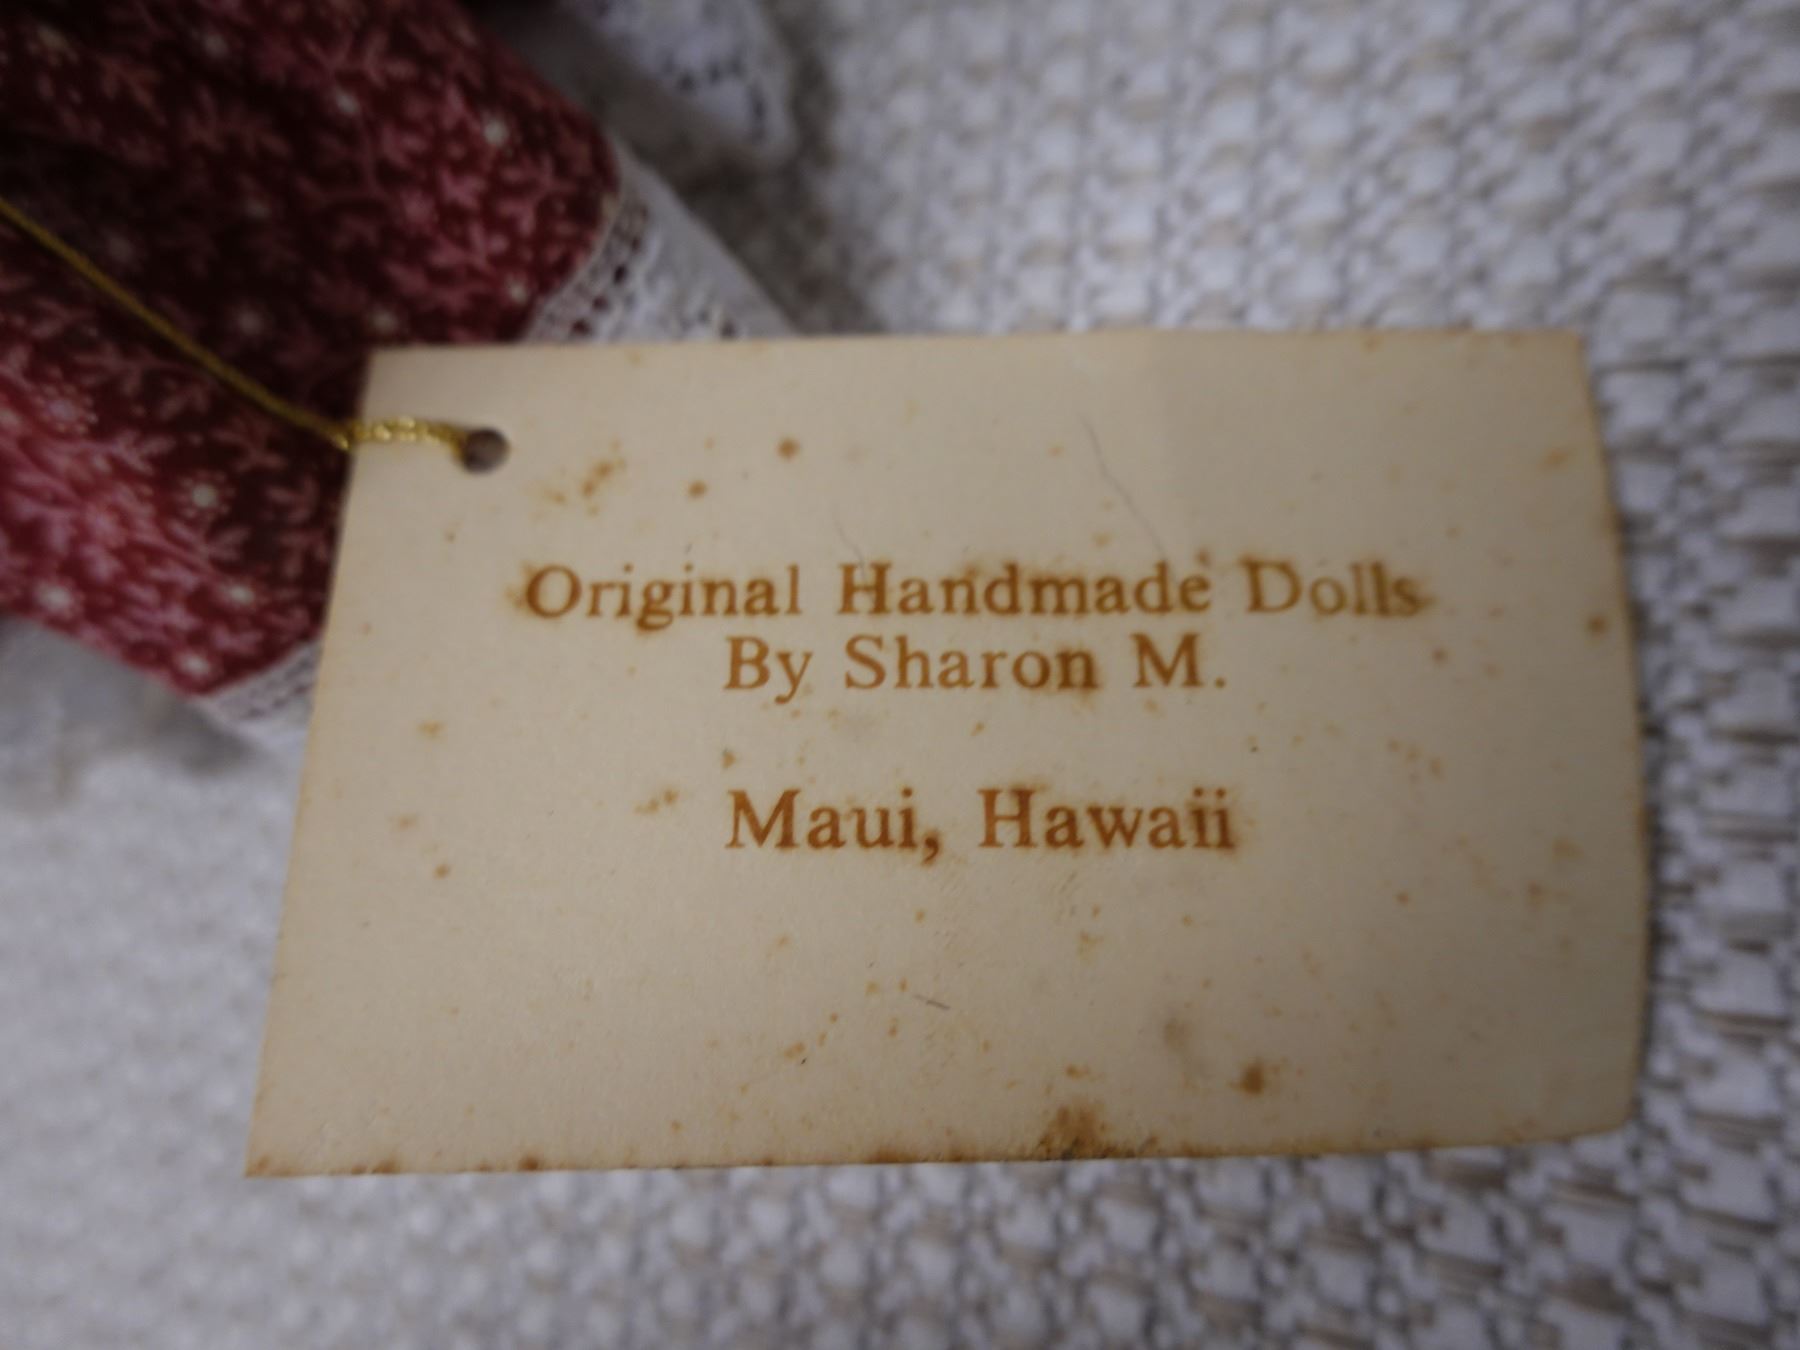 Original Handmade Dolls
By Sharon M.
Maui, Hawaii